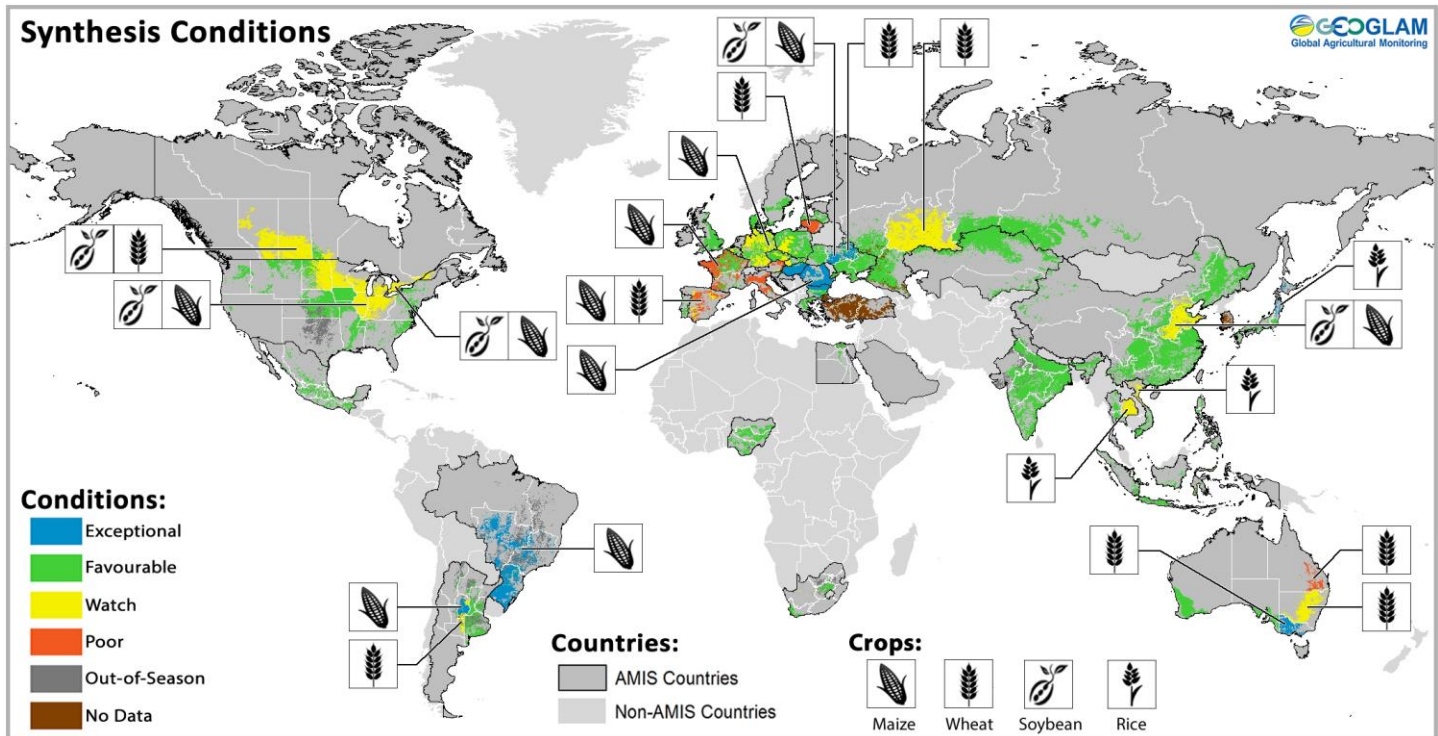 Synthesis Conditions
GEOGLAM
Global Agricultural Monitoring
Conditions:
Exceptional
Favourable
Watch
Poor
Out-of-Season
No Data
Countries:
AMIS Countries
Non-AMIS Countries
Crops:
Maize
Wheat
Soybean
Rice